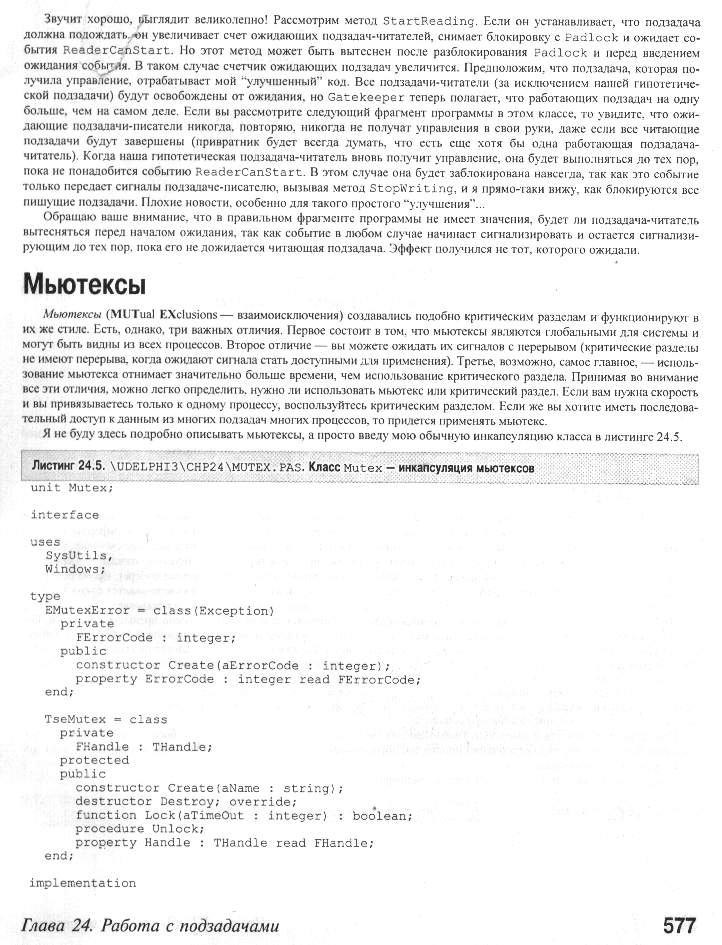 Звучит хорошо, выглядит великолепно! Рассмотрим метод StartReading. Если он устанавливает, что подзадача
должна подождать, он увеличивает счет ожидающих подзадач-читателей, снимает блокировку с Padlock и ожидает со-
бытия ReaderCanStart. Но этот метод может быть вытеснен после разблокирования Padlock и перед введением
ожидания события. В таком случае счетчик ожидающих подзадач увеличится. Предположим, что подзадача, которая по-
лучила управление, отрабатывает мой “улучшенный” код. Все подзадачи-читатели (за исключением нашей гипотетиче-
ской подзадачи) будут освобождены от ожидания, но Gatekeeper теперь полагает, что работающих подзадач на одну
больше, чем на самом деле. Если вы рассмотрите следующий фрагмент программы в этом классе, то увидите, что ожи-
дающие подзадачи-писатели никогда, повторяю, никогда не получат управления в свои руки, даже если все читающие
подзадачи будут завершены (привратник будет всегда думать, что есть еще хотя бы одна работающая подзадача-
читатель). Когда наша гипотетическая подзадача-читатель вновь получит управление, она будет выполняться до тех пор,
пока не понадобится событию ReaderCanStart. В этом случае она будет заблокирована навсегда, так как это событие
только передает сигналы подзадаче-писателю, вызывая метод StopWriting, и я прямо-таки вижу, как блокируются все
пишущие подзадачи. Плохие новости, особенно для такого простого “улучшения”...
Обращаю ваше внимание, что в правильном фрагменте программы не имеет значения, будет ли подзадача-читатель
вытесняться перед началом ожидания, так как событие в любом случае начинает сигнализировать и остается сигнализи-
рующим до тех пор, пока его не дожидается читающая подзадача. Эффект получился не тот, которого ожидали.
Мьютексы
Мьютексы (MUTual EXclusions — взаимоисключения) создавались подобно критическим разделам и функционируют в
их же стиле. Есть, однако, три важных отличия. Первое состоит в том, что мьютексы являются глобальными для системы и
могут быть видны из всех процессов. Второе отличие — вы можете ожидать их сигналов с перерывом (критические разделы
не имеют перерыва, когда ожидают сигнала стать доступными для применения). Третье, возможно, самое главное, — исполь-
зование мьютекса отнимает значительно больше времени, чем использование критического раздела. Принимая во внимание
все эти отличия, можно легко определить, нужно ли использовать мьютекс или критический раздел. Если вам нужна скорость
и вы привязываетесь только к одному процессу, воспользуйтесь критическим разделом. Если же вы хотите иметь последова-
тельный доступ к данным из многих подзадач многих процессов, то придется применять мьютекс.
Я не буду здесь подробно описывать мьютексы, а просто введу мою обычную инкапсуляцию класса в листинге 24.5.
Листинг 24.5. \UDELPHI3\CHP24\MUTEX.PAS. Класс Mutex — инкапсуляция мьютексов
unit Mutex;
interface
uses
SysUtils,
Windows;
type
EMutexError = class(Exception)
private
FErrorCode : integer;
public
constructor Create(aErrorCode : integer);
property ErrorCode : integer read FErrorCode;
end;
TseMutex = class
private
FHandle : THandle;
protected
public
constructor Create(aName : string);
destructor Destroy; override;
function Lock(aTimeOut : integer) : boolean;
procedure Unlock;
property Handle : THandle read FHandle;
end;
implementation
Глава 24. Работа с подзадачами 577